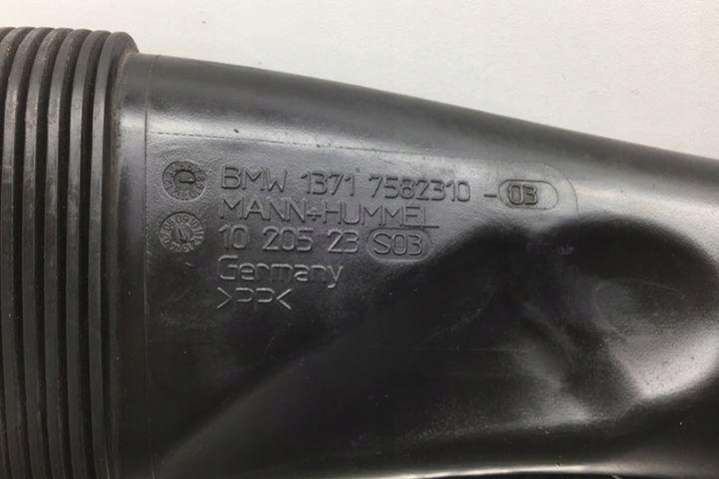 BMW 1371 7582310 - 03
MANN+HUMMEL
10 205 23 S03
Germany
>PP<